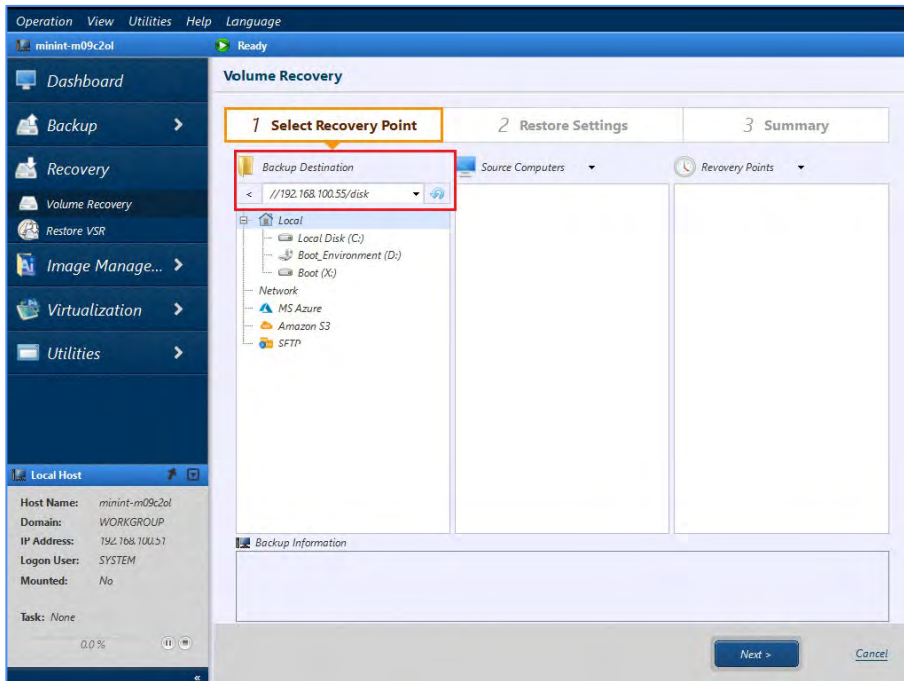 Operation View Utilities Help Language
minint-m09c2ol
Ready
Dashboard
Backup
Recovery
Volume Recovery
Restore VSR
Image Manage...
Virtualization
Utilities
Local Host
Host Name: minint-m09c2ol
Domain: WORKGROUP
IP Address: 192.168.100.51
Logon User: SYSTEM
Mounted: No
Task: None
0.0 %
«
Volume Recovery
1 Select Recovery Point
2 Restore Settings
3 Summary
Backup Destination
Source Computers
Revovery Points
< //192.168.100.55/disk
Local
Local Disk (C:)
Boot_Environment (D:)
Boot (X:)
Network
MS Azure
Amazon S3
SFTP
Backup Information
Next >
Cancel